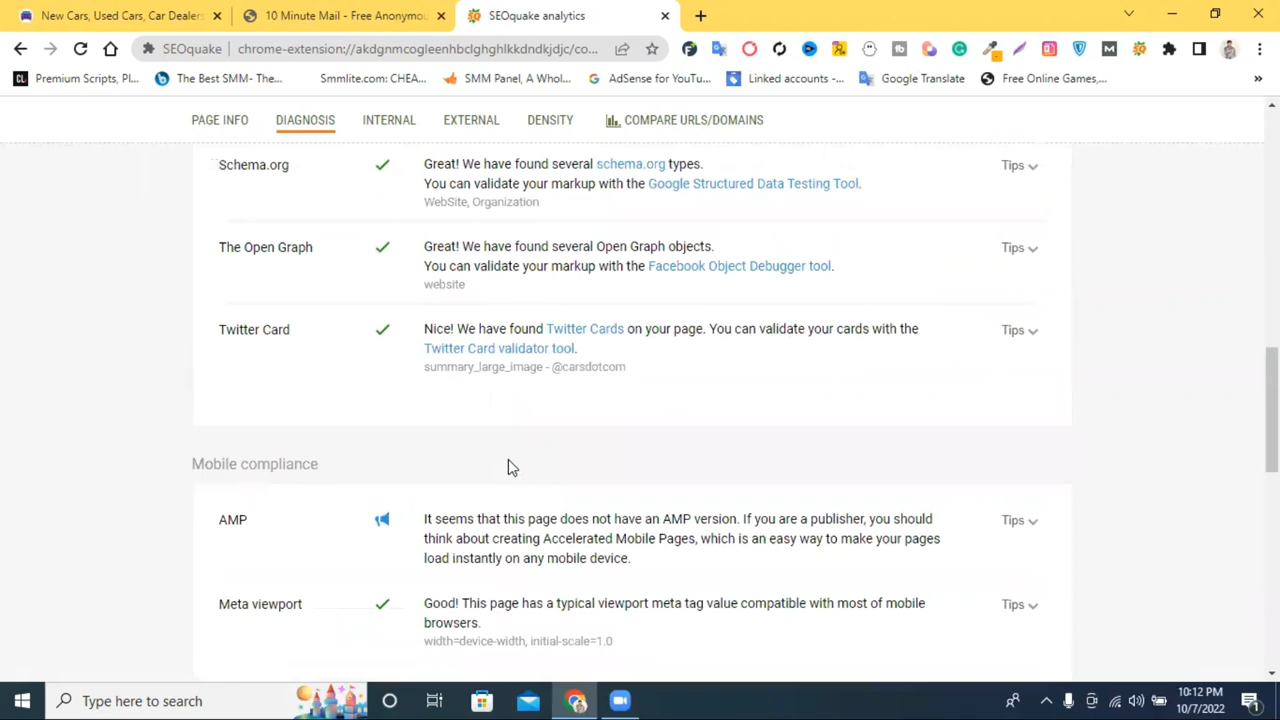 New Cars, Used Cars, Car Dealers
10 Minute Mail - Free Anonymou
SEOquake analytics
SEOquake
chrome-extension://akdgnmcogleenhbclghghlkkdndkjdjc/co...
Premium Scripts, Pl...
The Best SMM- The...
Smmlite.com: CHEA...
SMM Panel, A Whol...
AdSense for YouTu...
Linked accounts -...
Google Translate
Free Online Games,...
PAGE INFO
DIAGNOSIS
INTERNAL
EXTERNAL
DENSITY
COMPARE URLS/DOMAINS
Schema.org
Great! We have found several schema.org types.
Tips
You can validate your markup with the Google Structured Data Testing Tool.
WebSite, Organization
The Open Graph
Great! We have found several Open Graph objects.
Tips
You can validate your markup with the Facebook Object Debugger tool.
website
Twitter Card
Nice! We have found Twitter Cards on your page. You can validate your cards with the
Tips
Twitter Card validator tool.
summary_large_image - @carsdotcom
Mobile compliance
AMP
It seems that this page does not have an AMP version. If you are a publisher, you should
Tips
think about creating Accelerated Mobile Pages, which is an easy way to make your pages
load instantly on any mobile device.
Meta viewport
Good! This page has a typical viewport meta tag value compatible with most of mobile
Tips
browsers.
width=device-width, initial-scale=1.0
Type here to search
10:12 PM
10/7/2022